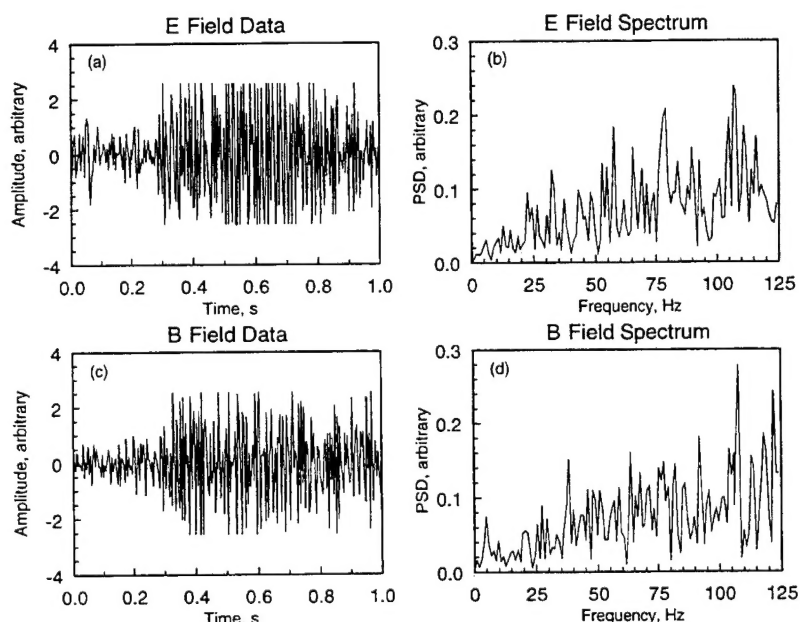 E Field Data
4
2
0
-2
-4
(a)
Amplitude, arbitrary
0.0 0.2 0.4 0.6 0.8 1.0
Time, s
E Field Spectrum
0.3
0.2
0.1
0.0
(b)
PSD, arbitrary
0 25 50 75 100 125
Frequency, Hz
B Field Data
4
2
0
-2
-4
(c)
Amplitude, arbitrary
0.0 0.2 0.4 0.6 0.8 1.0
Time, s
B Field Spectrum
0.3
0.2
0.1
0.0
(d)
PSD, arbitrary
0 25 50 75 100 125
Frequency, Hz